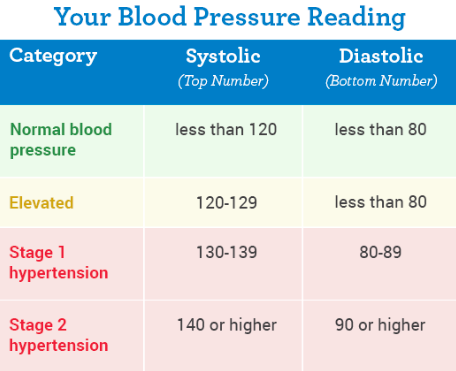 Your Blood Pressure Reading
Category Systolic Diastolic
(Top Number) (Bottom Number)
Normal blood pressure less than 120 less than 80
Elevated 120-129 less than 80
Stage 1 hypertension 130-139 80-89
Stage 2 hypertension 140 or higher 90 or higher